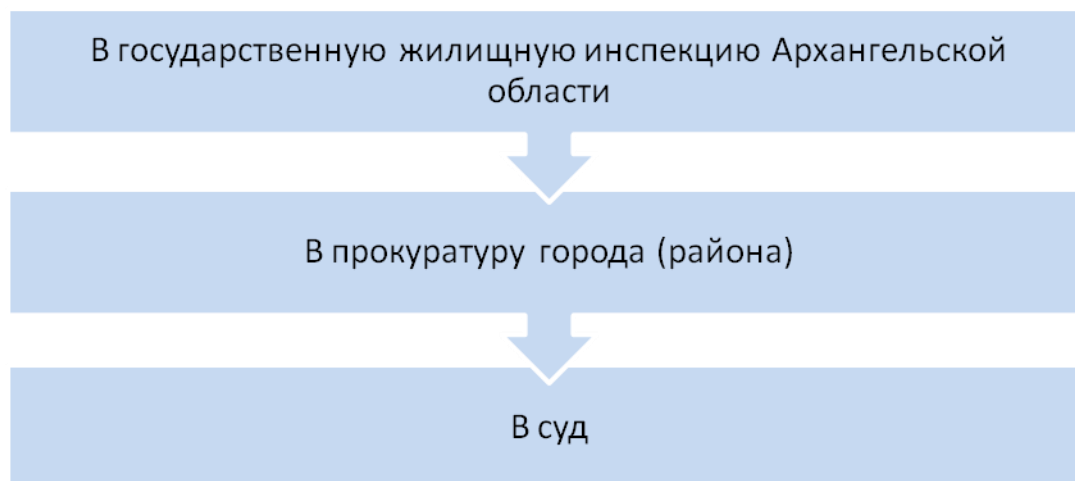 В государственную жилищную инспекцию Архангельской
области
В прокуратуру города (района)
В суд